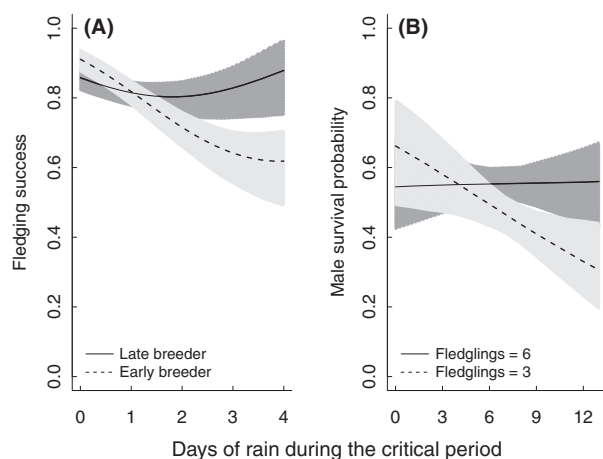 (A)
Fledging success
1.0
0.8
0.6
0.4
0.2
0.0
Late breeder
Early breeder
0 1 2 3 4
(B)
Male survival probability
1.0
0.8
0.6
0.4
0.2
0.0
Fledglings = 6
Fledglings = 3
0 3 6 9 12
Days of rain during the critical period